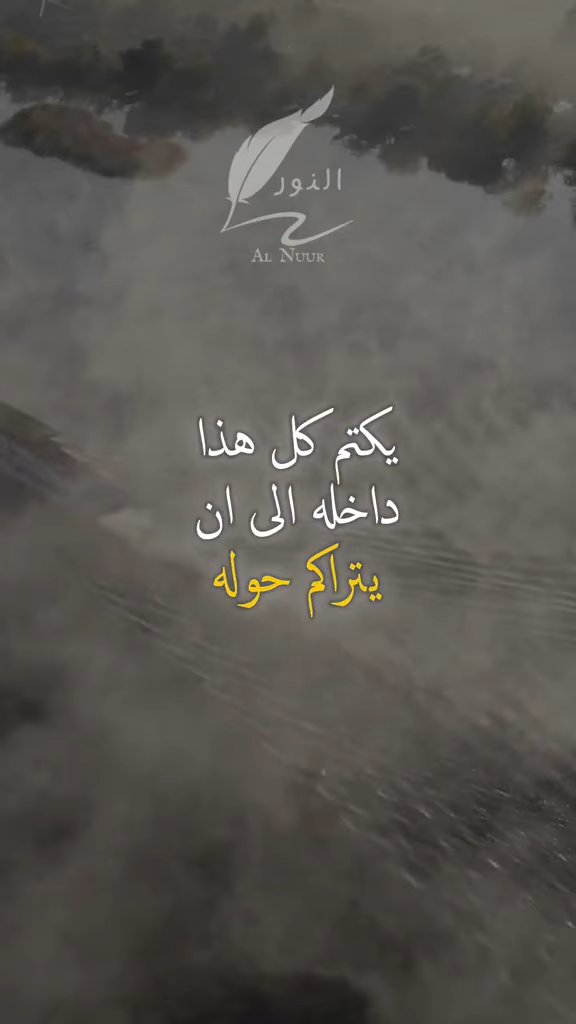 النور
AL NUUR
يكتم كل هذا
داخله الى ان
يتراكم حوله